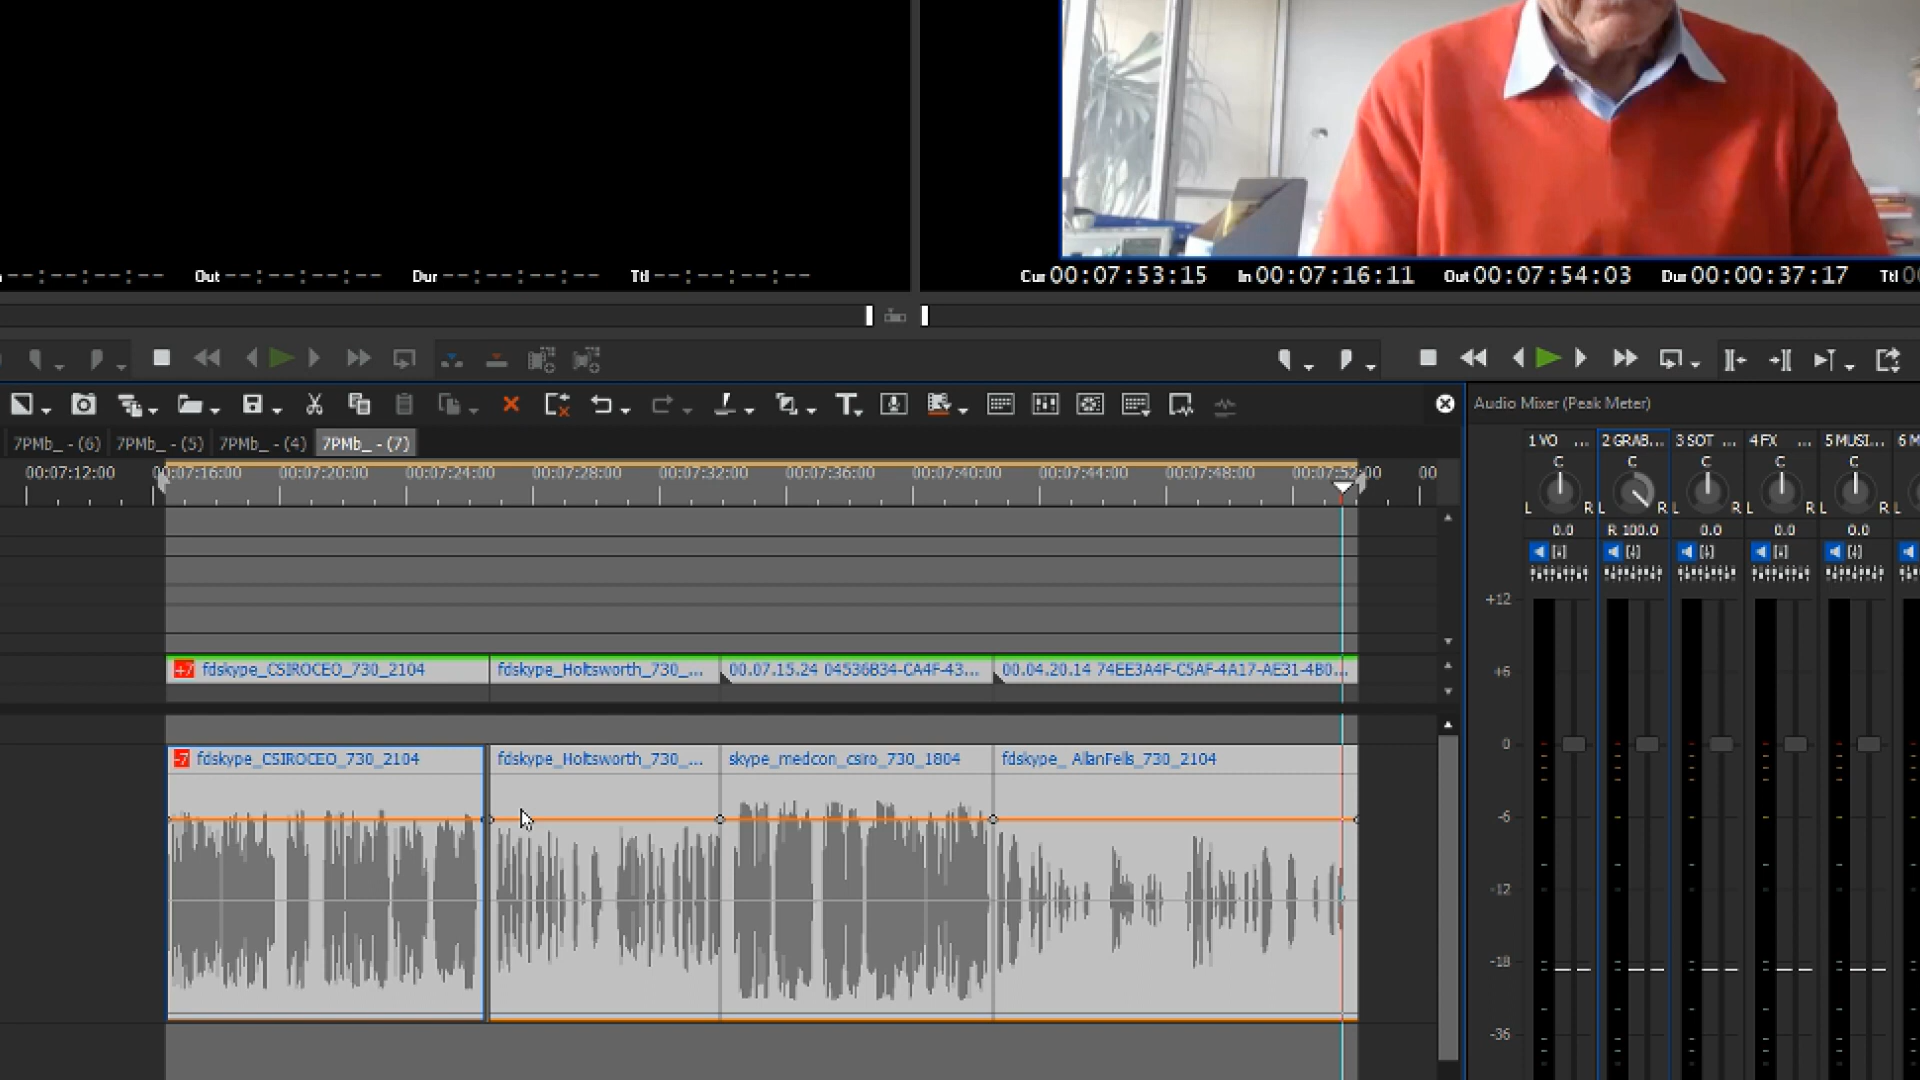 Out --:--:--:-- Dur --:--:--:-- Ttl --:--:--:--
Cur 00:07:53:15 In 00:07:16:11 Out 00:07:54:03 Dur 00:00:37:17 Ttl
Audio Mixer (Peak Meter)
7PMb_ - (6) 7PMb_ - (5) 7PMb_ - (4) 7PMb_ - (7)
1 VO ... 2 GRAB... 3 SOT ... 4 FX ... 5 MUSI... 6 M
C C C C C
00:07:12:00 00:07:16:00 00:07:20:00 00:07:24:00 00:07:28:00 00:07:32:00 00:07:36:00 00:07:40:00 00:07:44:00 00:07:48:00 00:07:52:00 00
L R L R L R L R L R L
0.0 R 100.0 0.0 0.0 0.0
+12
+7 fdskype_CSIROCEO_730_2104 fdskype_Holtsworth_730_... 00.07.15.24 04536B34-CA4F-43... 00.04.20.14 74EE3A4F-C5AF-4A17-AE31-4B0...
+6
0
-7 fdskype_CSIROCEO_730_2104 fdskype_Holtsworth_730_... skype_medcon_csiro_730_1804 fdskype_ AllanFells_730_2104
-6
-12
-18
-36